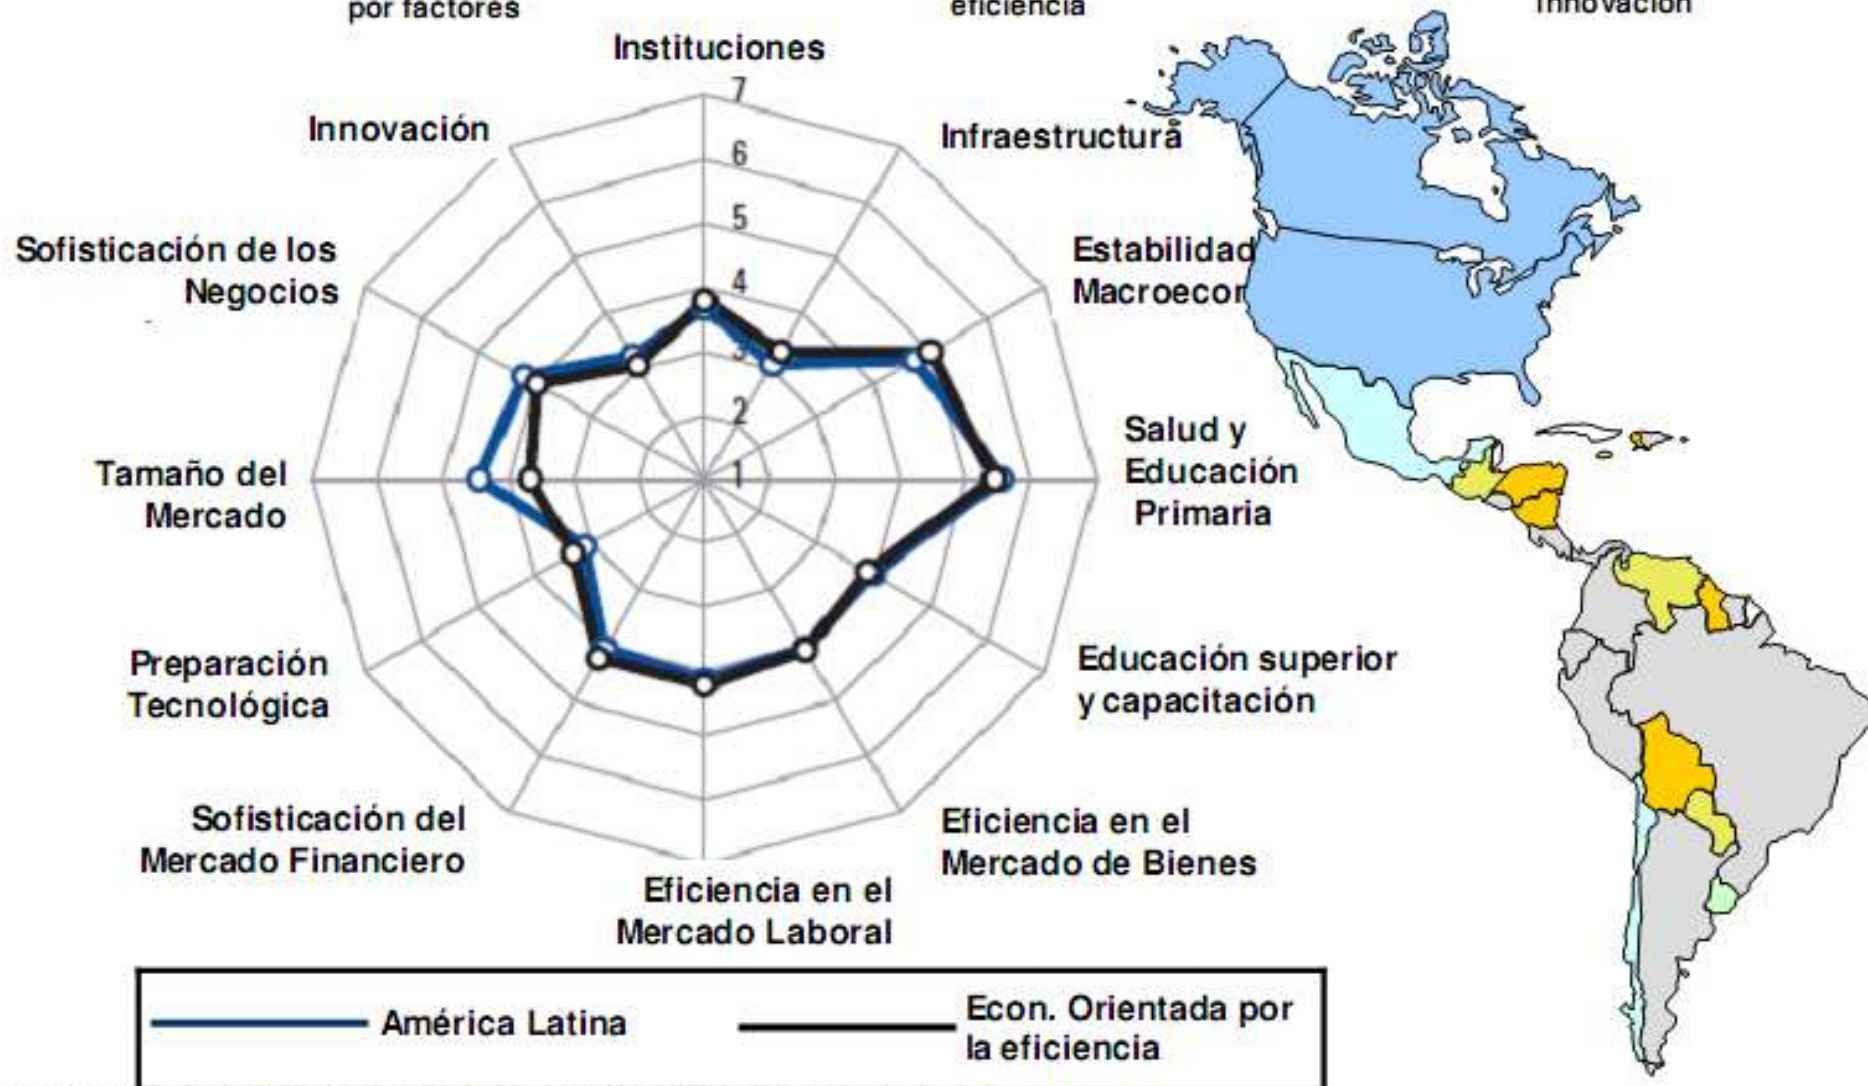 por factores
eficiencia
Innovación
Instituciones
7
6
5
4
3
2
1
Innovación
Infraestructura
Sofisticación de los
Negocios
Estabilidad
Macroecon
Tamaño del
Mercado
Salud y
Educación
Primaria
Preparación
Tecnológica
Educación superior
y capacitación
Sofisticación del
Mercado Financiero
Eficiencia en el
Mercado de Bienes
Eficiencia en el
Mercado Laboral
América Latina
Econ. Orientada por
la eficiencia